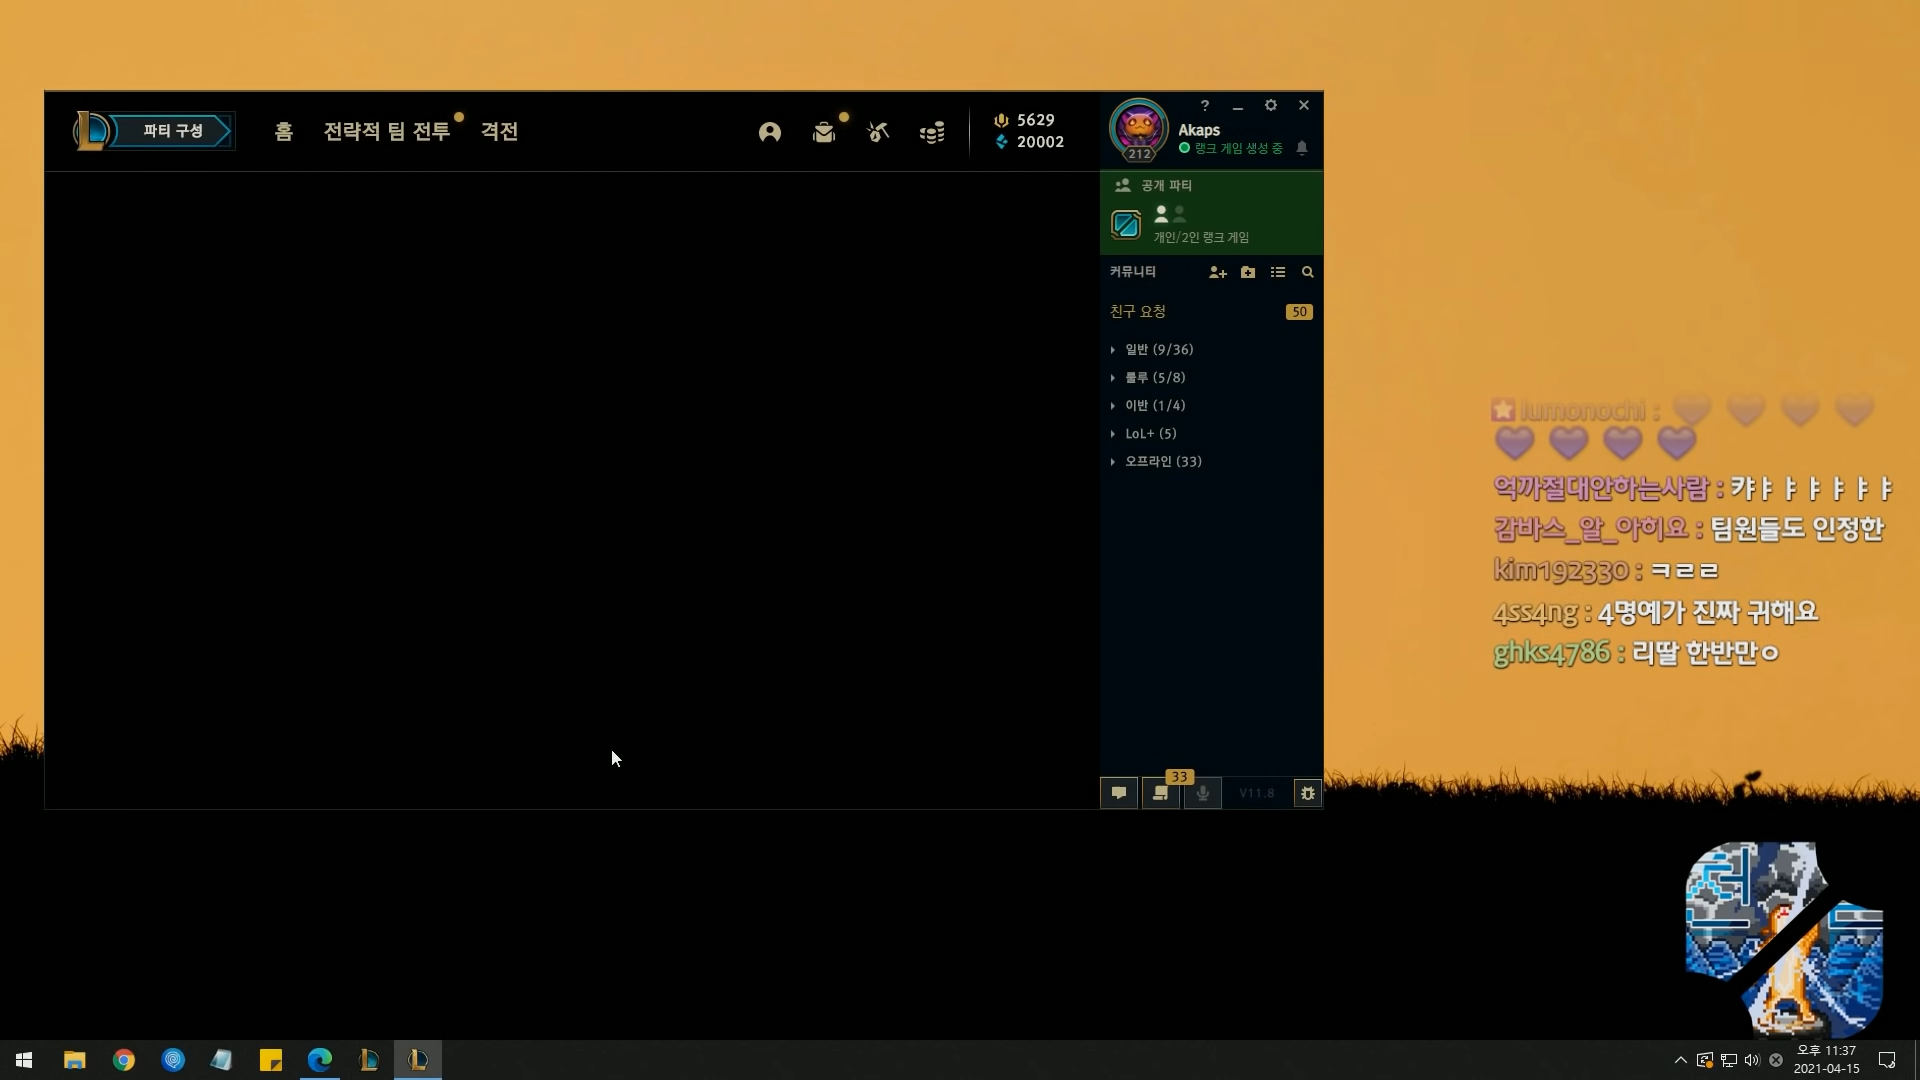 파티 구성
홈
전략적 팀 전투
격전
5629
20002
?
Akaps
랭크 게임 생성 중
212
공개 파티
개인/2인 랭크 게임
커뮤니티
친구 요청
50
일반 (9/36)
롤루 (5/8)
이반 (1/4)
LoL+ (5)
오프라인 (33)
33
V11.8
lumonochi :
억까절대안하는사람 : 캬ㅑㅑㅑㅑㅑㅑ
감바스_알_아히요 : 팀원들도 인정한
kim192330 : ㅋㄹㄹ
4ss4ng : 4명예가 진짜 귀해요
ghks4786 : 리딸 한반만ㅇ
오후 11:37
2021-04-15